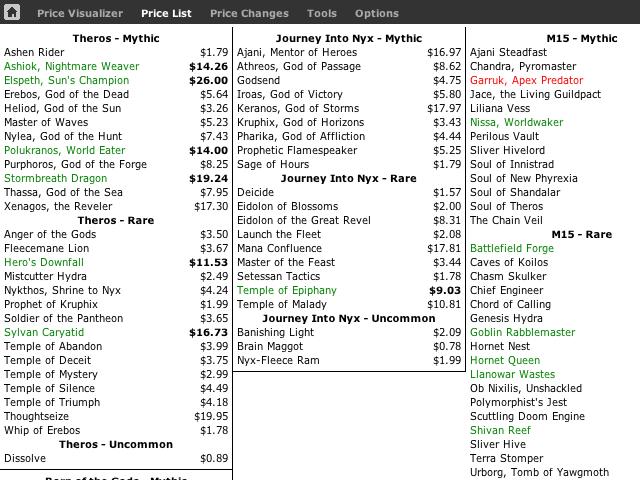 Price Visualizer Price List Price Changes Tools Options
Theros – Mythic
Ashen Rider $1.79
Ashiok, Nightmare Weaver $14.26
Elspeth, Sun's Champion $26.00
Erebos, God of the Dead $5.64
Heliod, God of the Sun $3.26
Master of Waves $5.23
Nylea, God of the Hunt $7.43
Polukranos, World Eater $14.00
Purphoros, God of the Forge $8.25
Stormbreath Dragon $19.24
Thassa, God of the Sea $7.95
Xenagos, the Reveler $17.30
Theros – Rare
Anger of the Gods $3.50
Fleecemane Lion $3.67
Hero's Downfall $11.53
Mistcutter Hydra $2.49
Nykthos, Shrine to Nyx $4.24
Prophet of Kruphix $1.99
Soldier of the Pantheon $3.65
Sylvan Caryatid $16.73
Temple of Abandon $3.99
Temple of Deceit $3.75
Temple of Mystery $2.99
Temple of Silence $4.49
Temple of Triumph $4.18
Thoughtseize $19.95
Whip of Erebos $1.78
Theros – Uncommon
Dissolve $0.89
Born of the Gods – Mythic
Journey Into Nyx – Mythic
Ajani, Mentor of Heroes $16.97
Athreos, God of Passage $8.62
Godsend $4.75
Iroas, God of Victory $5.80
Keranos, God of Storms $17.97
Kruphix, God of Horizons $3.43
Pharika, God of Affliction $4.44
Prophetic Flamespeaker $5.25
Sage of Hours $1.79
Journey Into Nyx – Rare
Deicide $1.57
Eidolon of Blossoms $2.00
Eidolon of the Great Revel $8.31
Launch the Fleet $2.08
Mana Confluence $17.81
Master of the Feast $3.44
Setessan Tactics $1.78
Temple of Epiphany $9.03
Temple of Malady $10.81
Journey Into Nyx – Uncommon
Banishing Light $2.09
Brain Maggot $0.78
Nyx-Fleece Ram $1.99
M15 – Mythic
Ajani Steadfast
Chandra, Pyromaster
Garruk, Apex Predator
Jace, the Living Guildpact
Liliana Vess
Nissa, Worldwaker
Perilous Vault
Sliver Hivelord
Soul of Innistrad
Soul of New Phyrexia
Soul of Shandalar
Soul of Theros
The Chain Veil
M15 – Rare
Battlefield Forge
Caves of Koilos
Chasm Skulker
Chief Engineer
Chord of Calling
Genesis Hydra
Goblin Rabblemaster
Hornet Nest
Hornet Queen
Llanowar Wastes
Ob Nixilis, Unshackled
Polymorphist's Jest
Scuttling Doom Engine
Shivan Reef
Sliver Hive
Terra Stomper
Urborg, Tomb of Yawgmoth